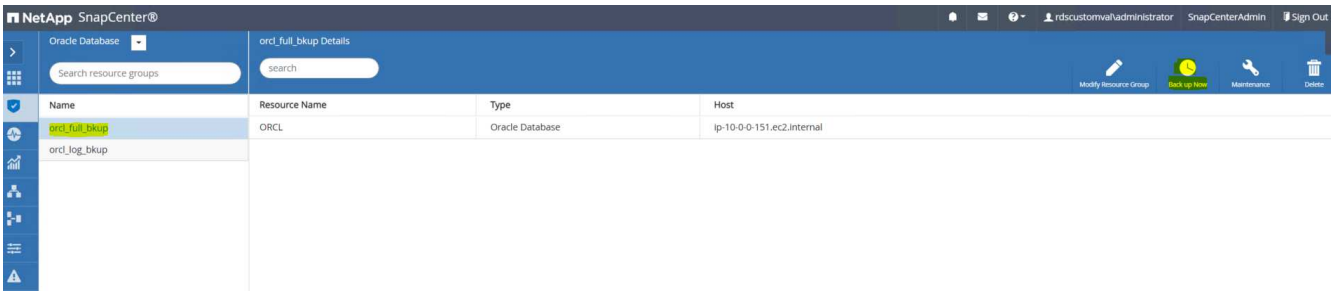 NetApp SnapCenter®
rdscustomval\administrator SnapCenterAdmin Sign Out
Oracle Database
orcl_full_bkup Details
Search resource groups
search
Modify Resource Group Back up Now Maintenance Delete
Name
Resource Name Type Host
orcl_full_bkup
ORCL Oracle Database ip-10-0-0-151.ec2.internal
orcl_log_bkup